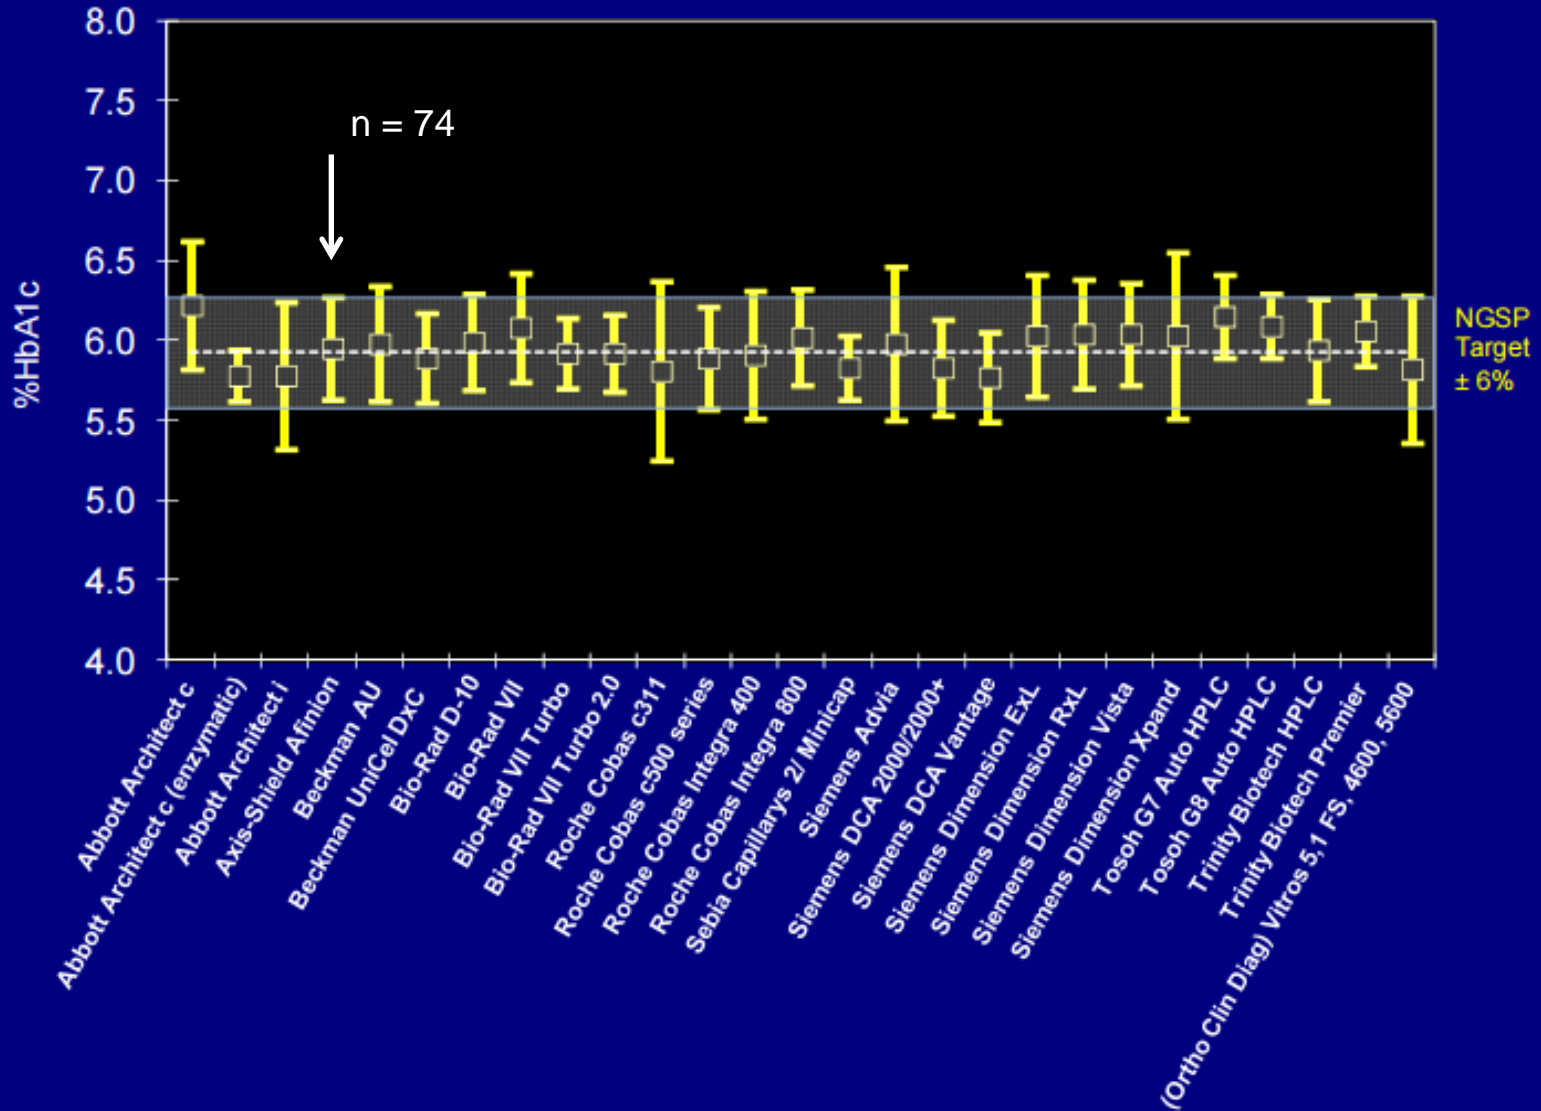 8.0
7.5
7.0
6.5
6.0
5.5
5.0
4.5
4.0
%HbA1c
n = 74
NGSP
Target
± 6%
Abbott Architect c
Abbott Architect c (enzymatic)
Abbott Architect i
Axis-Shield Afinion
Beckman AU
Beckman UniCel DxC
Bio-Rad D-10
Bio-Rad VII
Bio-Rad VII Turbo
Bio-Rad VII Turbo 2.0
Roche Cobas c311
Roche Cobas c500 series
Roche Cobas Integra 400
Roche Cobas Integra 800
Sebia Capillarys 2/ Minicap
Siemens Advia
Siemens DCA 2000/2000+
Siemens DCA Vantage
Siemens Dimension ExL
Siemens Dimension RxL
Siemens Dimension Vista
Siemens Dimension Xpand
Tosoh G7 Auto HPLC
Tosoh G8 Auto HPLC
Trinity Biotech HPLC
Trinity Biotech Premier
(Ortho Clin Diag) Vitros 5,1 FS, 4600, 5600